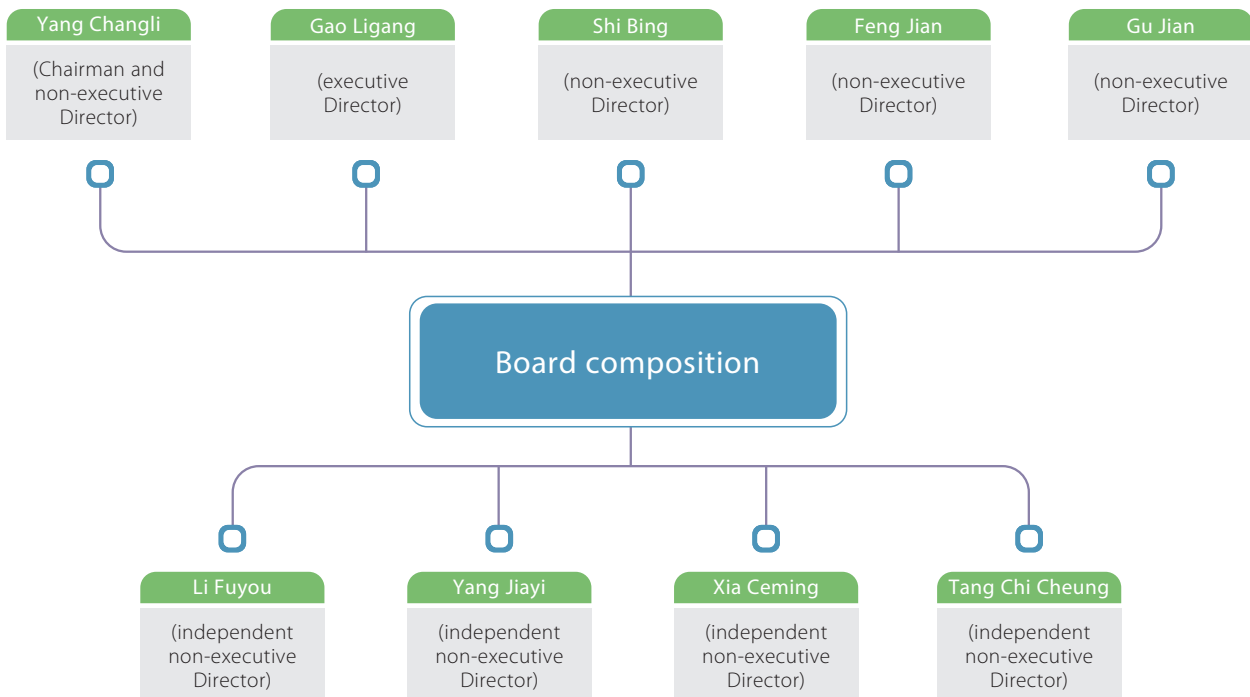 Yang Changli
(Chairman and
non-executive
Director)
Gao Ligang
(executive
Director)
Shi Bing
(non-executive
Director)
Feng Jian
(non-executive
Director)
Gu Jian
(non-executive
Director)
Board composition
Li Fuyou
(independent
non-executive
Director)
Yang Jiayi
(independent
non-executive
Director)
Xia Ceming
(independent
non-executive
Director)
Tang Chi Cheung
(independent
non-executive
Director)